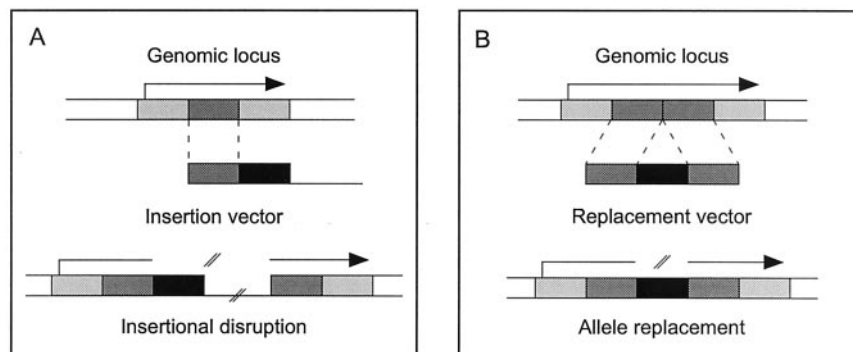 A
Genomic locus
Insertion vector
Insertional disruption
B
Genomic locus
Replacement vector
Allele replacement